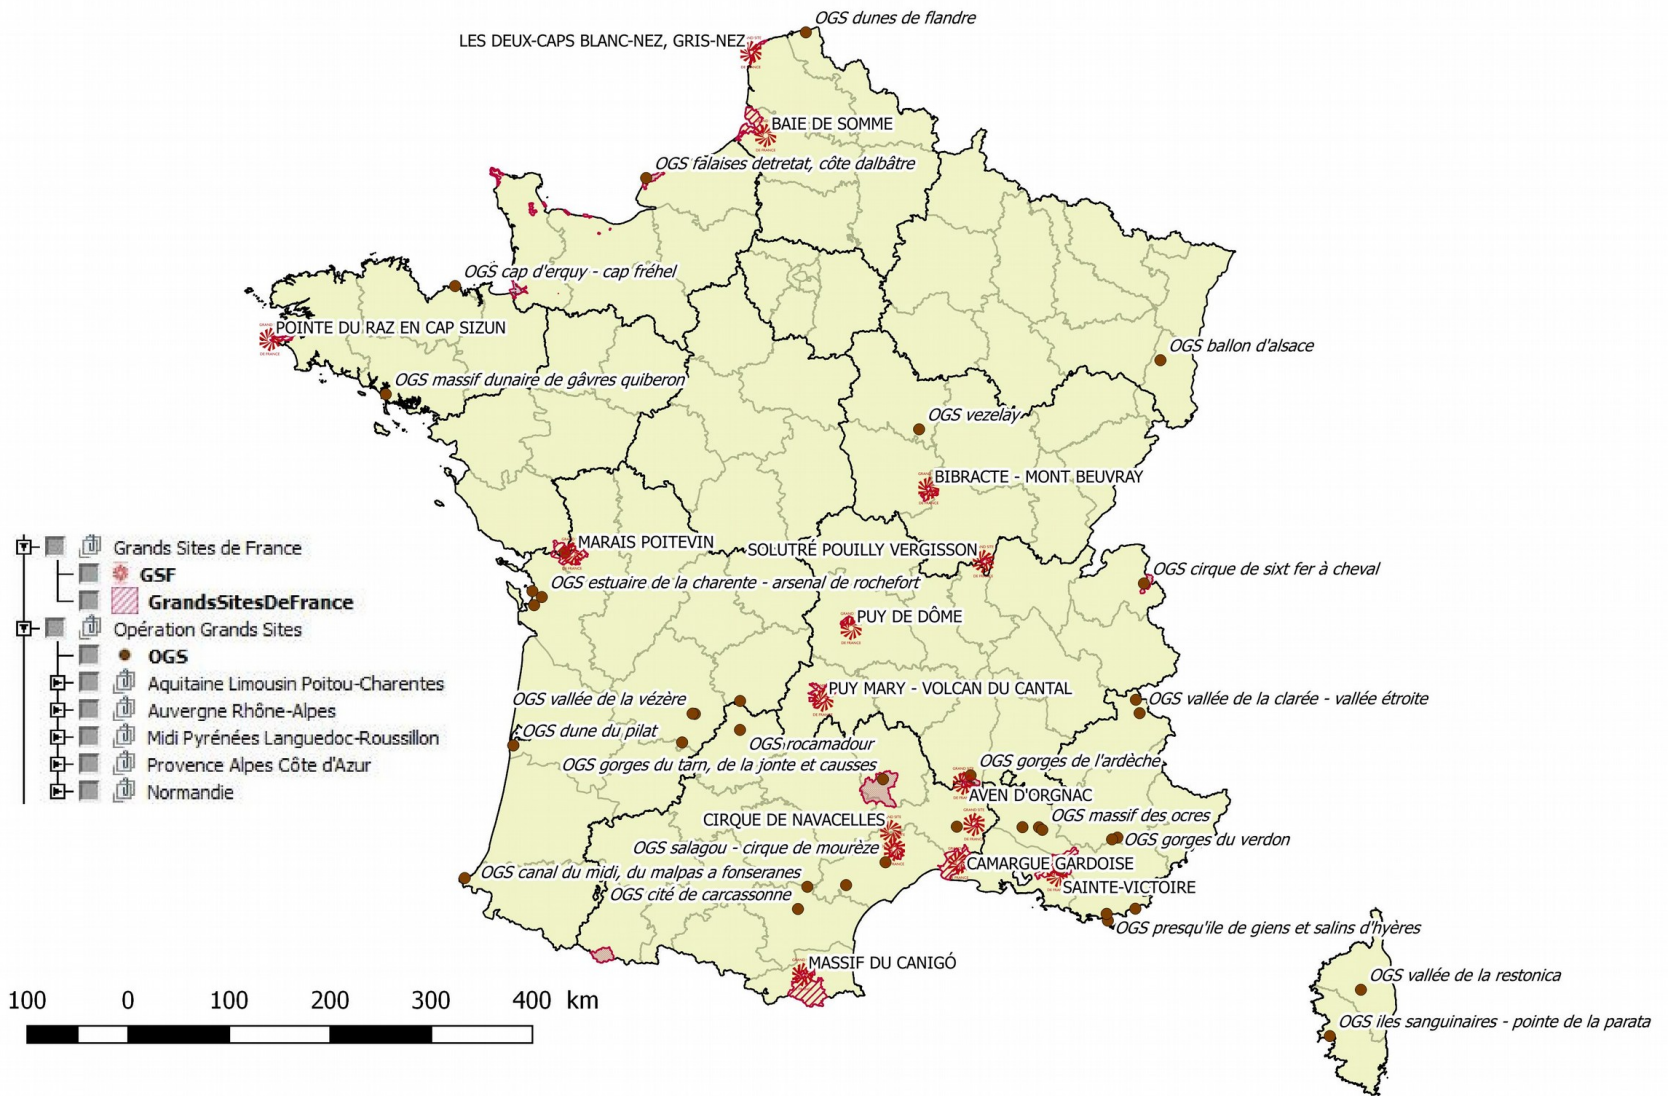 OGS dunes de flandre
LES DEUX-CAPS BLANC-NEZ, GRIS-NEZ
BAIE DE SOMME
OGS falaises detretat, côte dalbâtre
OGS cap d'erquy - cap fréhel
POINTE DU RAZ EN CAP SIZUN
OGS ballon d'alsace
OGS massif dunaire de gâvres quiberon
OGS vezelay
BIBRACTE - MONT BEUVRAY
MARAIS POITEVIN
SOLUTRÉ POUILLY VERGISSON
OGS cirque de sixt fer à cheval
OGS estuaire de la charente - arsenal de rochefort
PUY DE DÔME
PUY MARY - VOLCAN DU CANTAL
OGS vallée de la vézère
OGS vallée de la clarée - vallée étroite
OGS dune du pilat
OGS rocamadour
OGS gorges du tarn, de la jonte et causses
OGS gorges de l'ardèche
AVEN D'ORGNAC
CIRQUE DE NAVACELLES
OGS massif des ocres
OGS gorges du verdon
OGS salagou - cirque de mourèze
CAMARGUE GARDOISE
OGS canal du midi, du malpas a fonseranes
SAINTE-VICTOIRE
OGS cité de carcassonne
OGS presqu'ile de giens et salins d'hyères
MASSIF DU CANIGÓ
OGS vallée de la restonica
OGS iles sanguinaires - pointe de la parata
Grands Sites de France
GSF
GrandsSitesDeFrance
Opération Grands Sites
OGS
Aquitaine Limousin Poitou-Charentes
Auvergne Rhône-Alpes
Midi Pyrénées Languedoc-Roussillon
Provence Alpes Côte d'Azur
Normandie
100 0 100 200 300 400 km